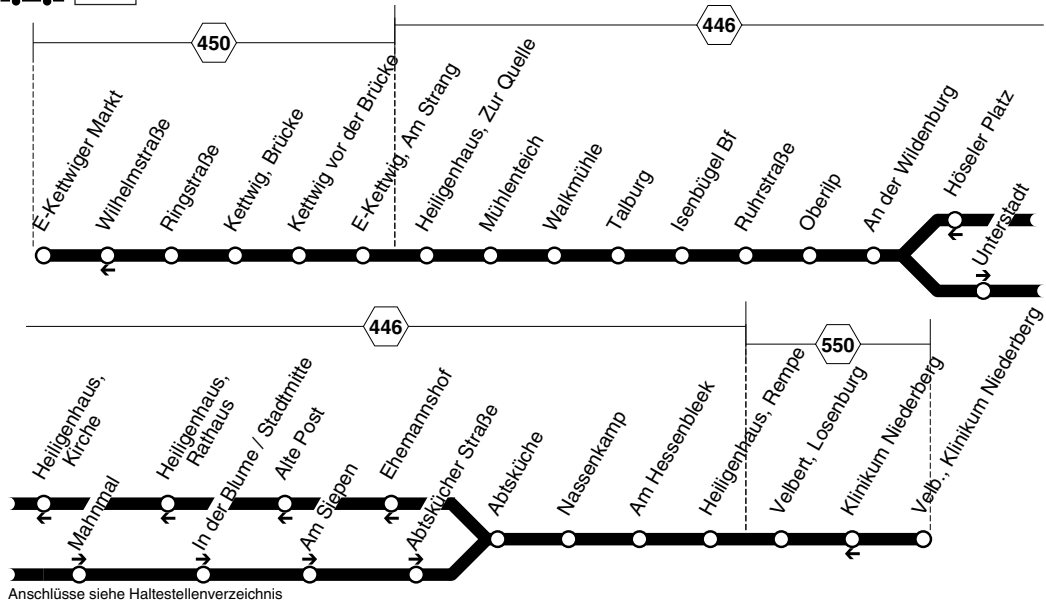 450
446
E-Kettwiger Markt
Wilhelmstraße
Ringstraße
Kettwig, Brücke
Kettwig vor der Brücke
E-Kettwig, Am Strang
Heiligenhaus, Zur Quelle
Mühlenteich
Walkmühle
Talburg
Isenbügel Bf
Ruhrstraße
Oberilp
An der Wildenburg
Höseler Platz
Unterstadt
446
550
Heiligenhaus,
Kirche
Mahnmal
Heiligenhaus,
Rathaus
In der Blume / Stadtmitte
Alte Post
Am Siepen
Ehemannshof
Abtskücher Straße
Abtsküche
Nassenkamp
Am Hessenbleek
Heiligenhaus, Rempe
Velbert, Losenburg
Klinikum Niederberg
Velb., Klinikum Niederberg
Anschlüsse siehe Haltestellenverzeichnis